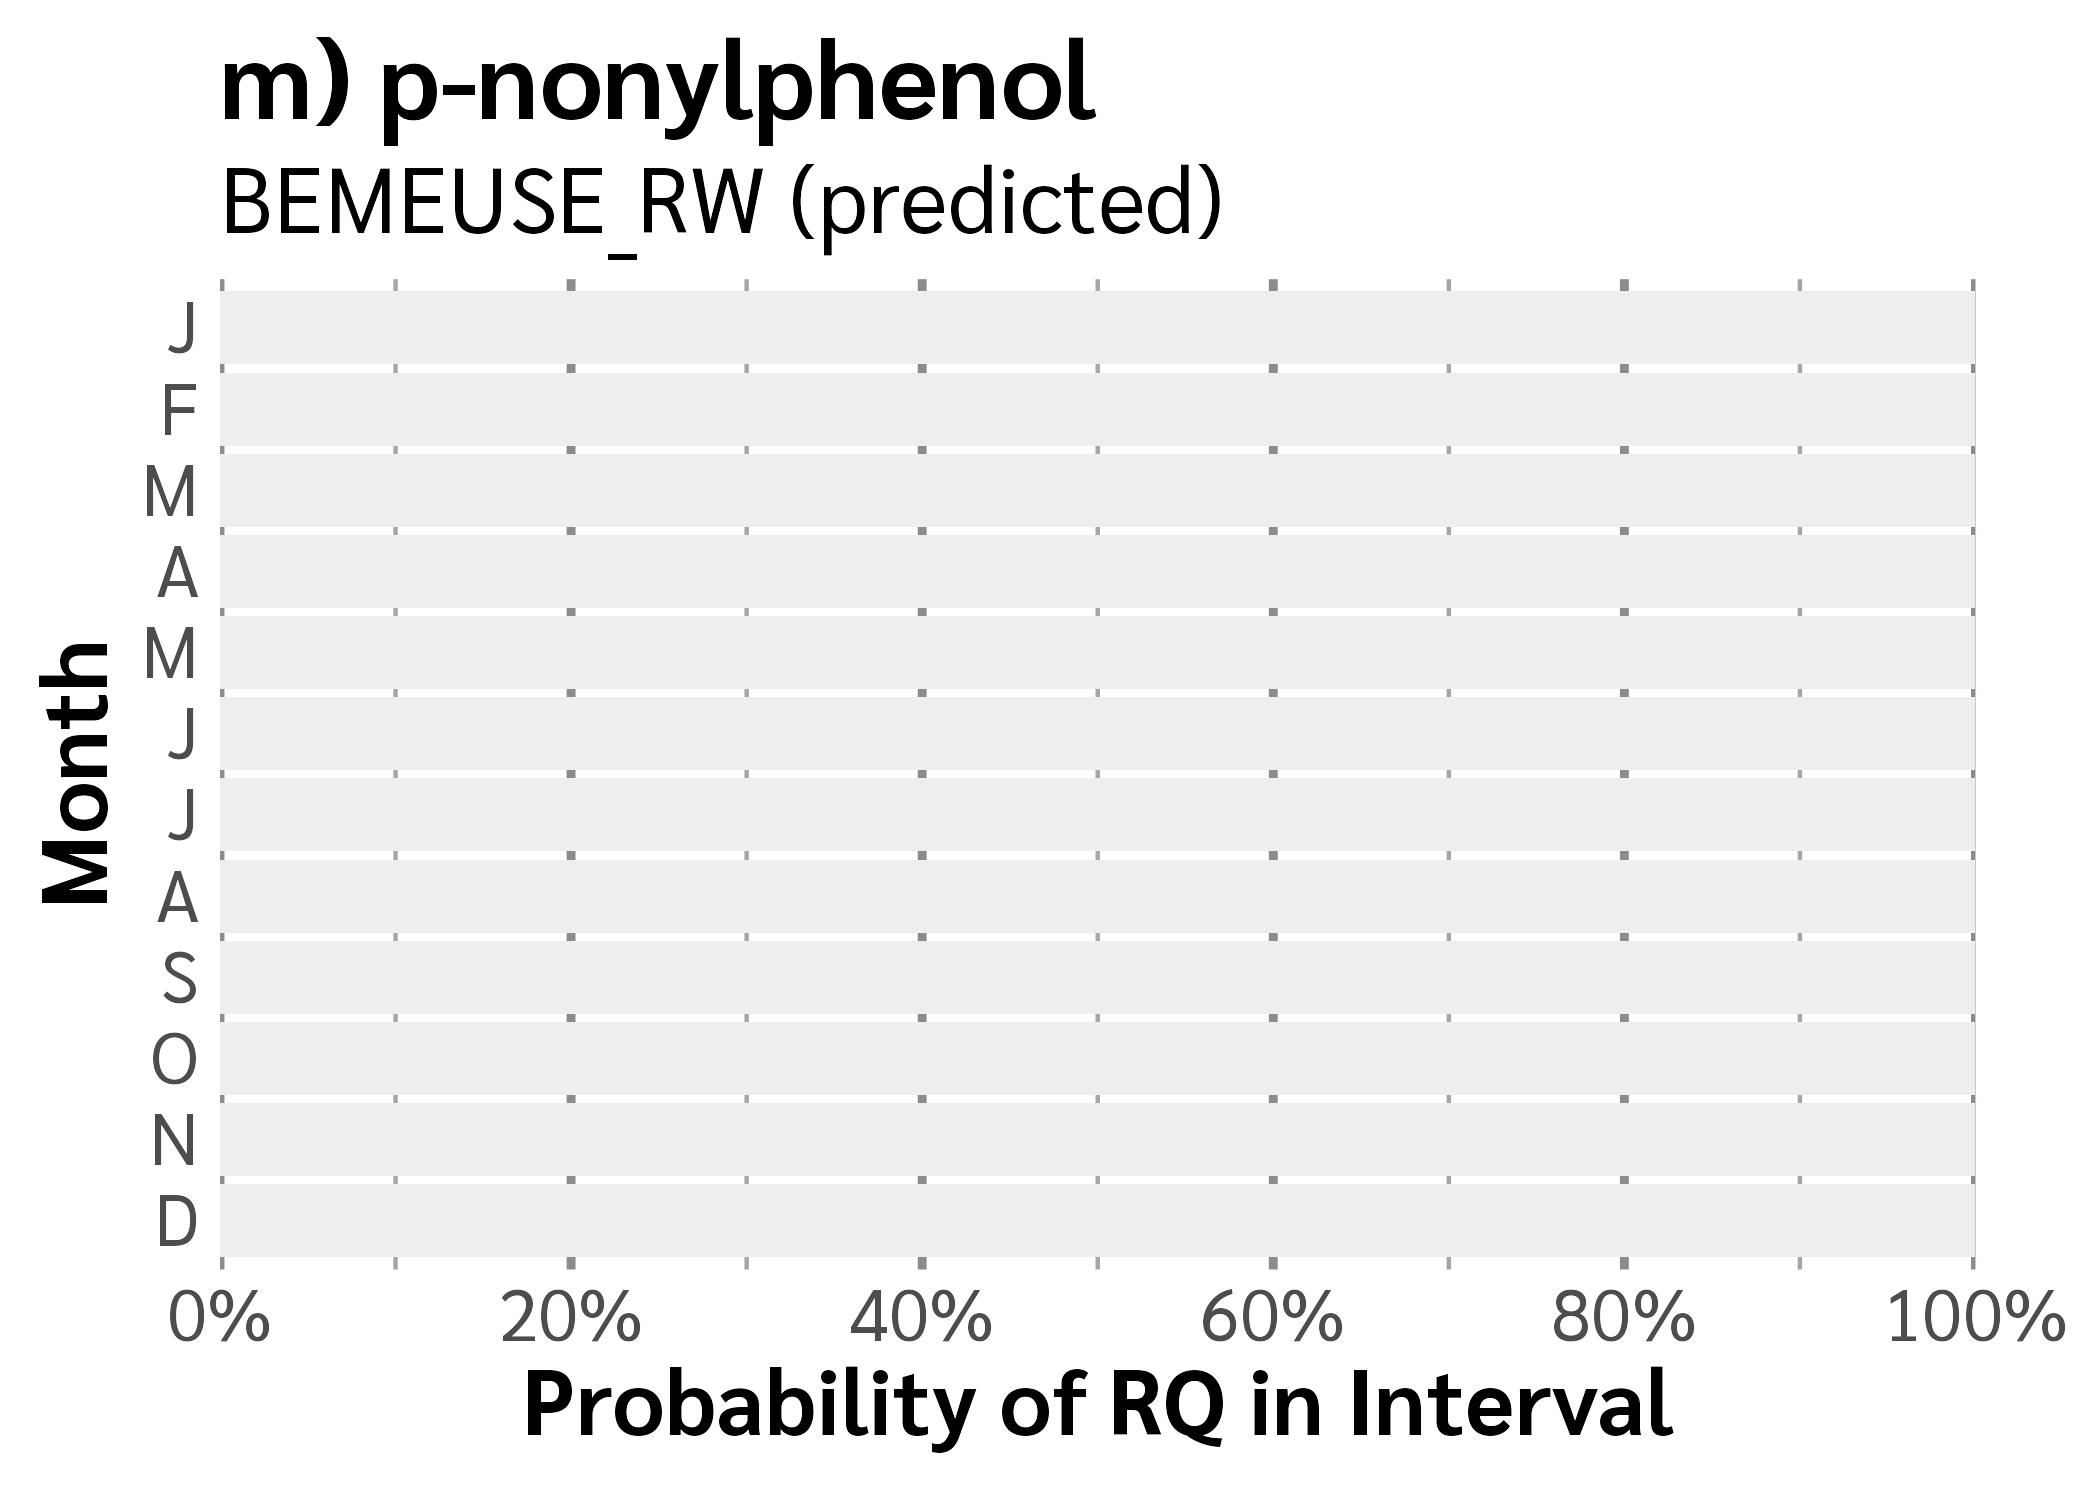 m) p-nonylphenol
BEMEUSE_RW (predicted)
J
F
M
A
M
J
J
A
S
O
N
D
Month
0% 20% 40% 60% 80% 100%
Probability of RQ in Interval